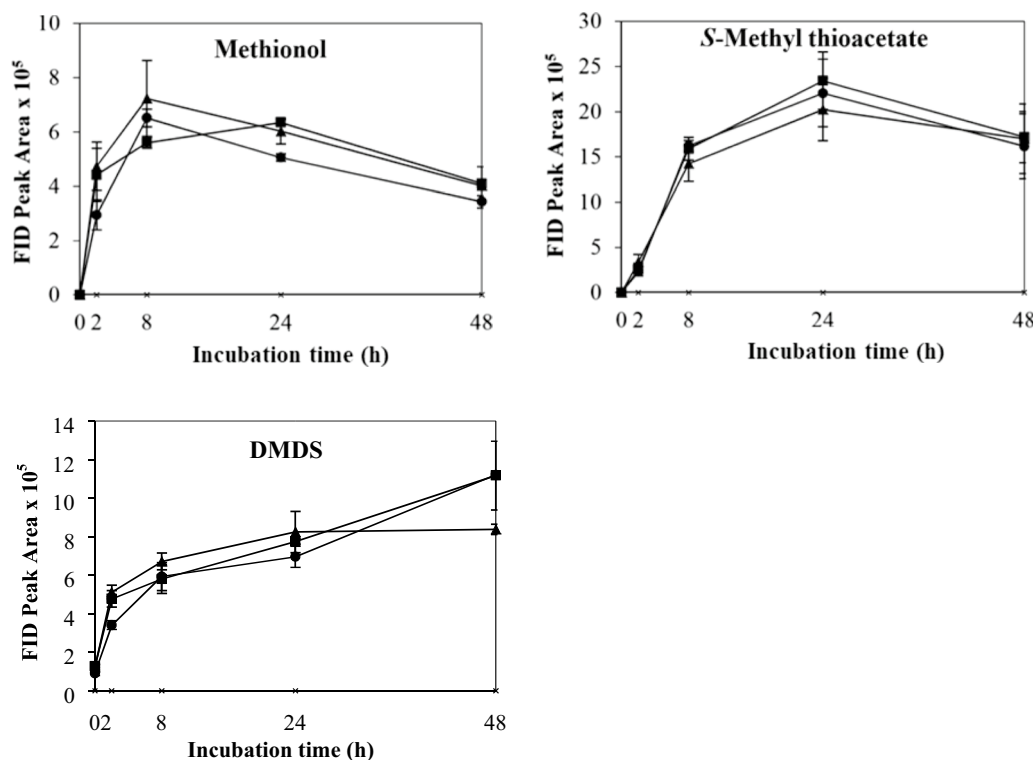 Methionol
FID Peak Area x 10⁵
10
8
6
4
2
0
0 2 8 24 48
Incubation time (h)
S-Methyl thioacetate
FID Peak Area x 10⁵
30
25
20
15
10
5
0
0 2 8 24 48
Incubation time (h)
DMDS
FID Peak Area x 10⁵
14
12
10
8
6
4
2
0
02 8 24 48
Incubation time (h)